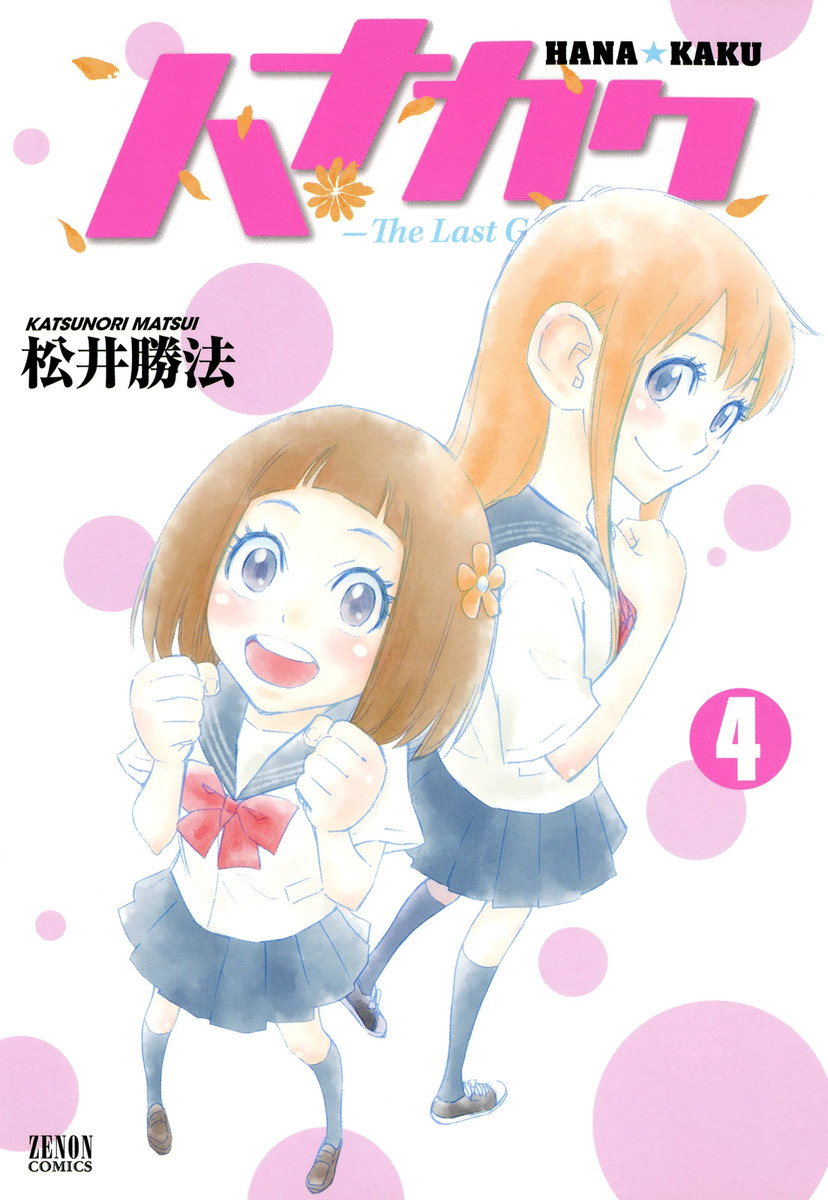 HANA★KAKU
ハナカク
—The Last G
KATSUNORI MATSUI
松井勝法
4
ZENON
COMICS